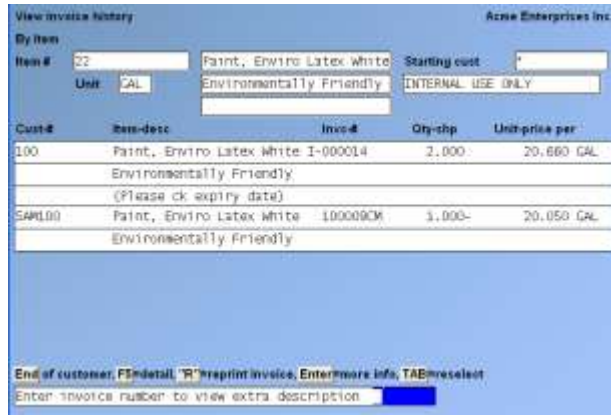 View invoice history Acme Enterprises Inc
By item
Item # 22 Paint, Enviro Latex White Starting cust *
Unit GAL Environmentally Friendly INTERNAL USE ONLY
Cust-# Item-desc Invc-# Qty-shp Unit-price per
100 Paint, Enviro Latex White I-000014 2.000 20.660 GAL
Environmentally Friendly
(Please ck expiry date)
SAM100 Paint, Enviro Latex White 100009CM 1.000- 20.050 GAL
Environmentally Friendly
End of customer, F5=detail, "R"=reprint invoice, Enter=more info, TAB=reselect
Enter invoice number to view extra description